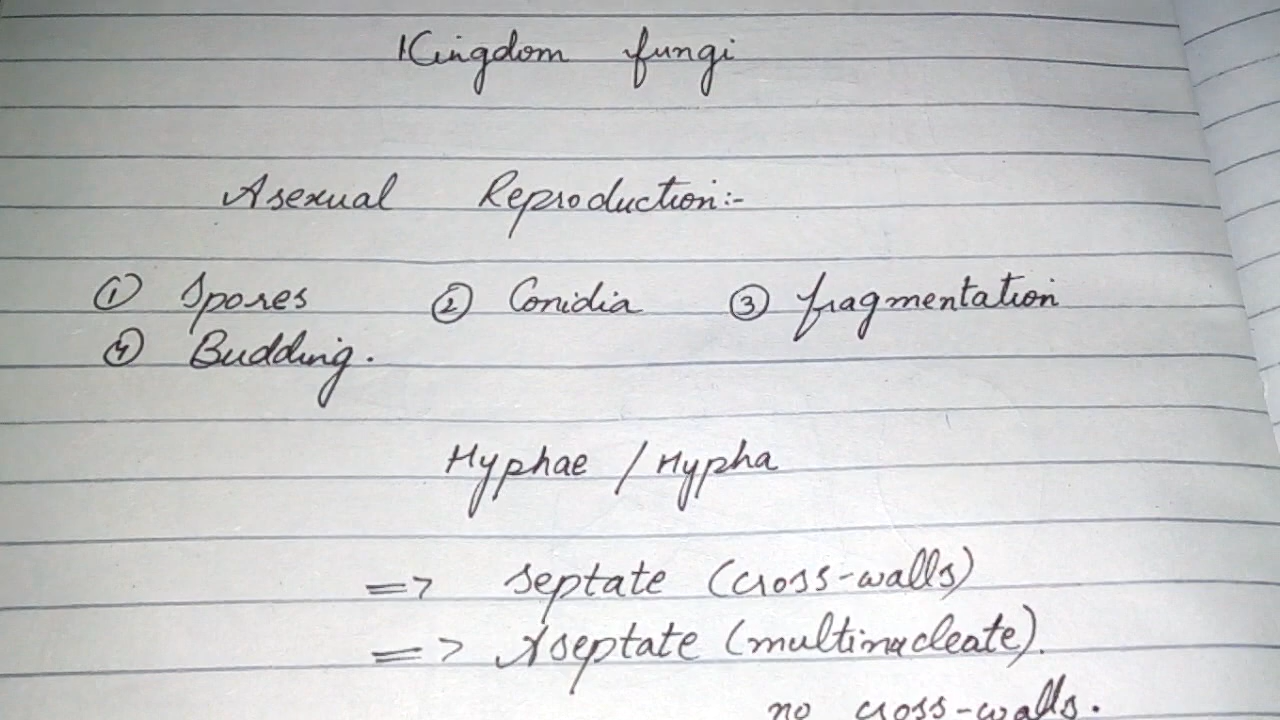 Kingdom fungi
Asexual Reproduction:-
① Spores ② Conidia ③ fragmentation
④ Budding.
Hyphae / Hypha
=> septate (cross-walls)
=> Aseptate (multinucleate).
no cross-walls.